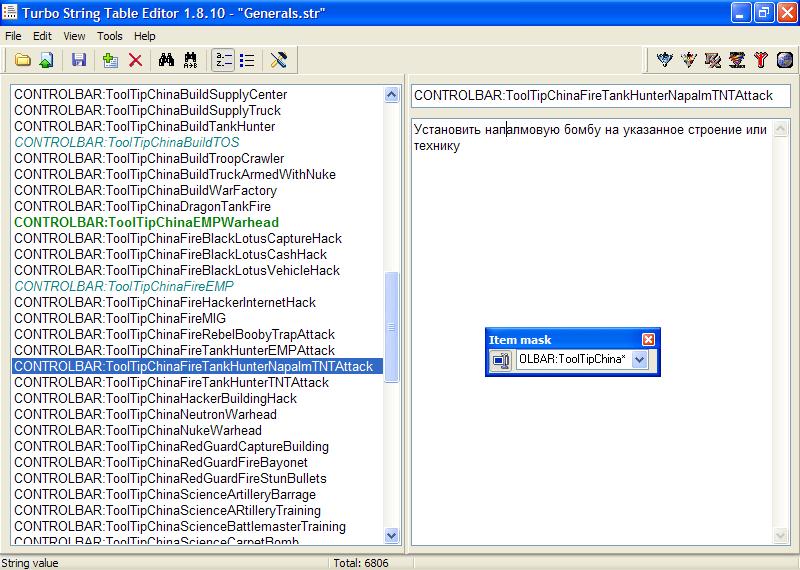 Turbo String Table Editor 1.8.10 - "Generals.str"
File Edit View Tools Help
CONTROLBAR:ToolTipChinaBuildSupplyCenter
CONTROLBAR:ToolTipChinaBuildSupplyTruck
CONTROLBAR:ToolTipChinaBuildTankHunter
CONTROLBAR:ToolTipChinaBuildTOS
CONTROLBAR:ToolTipChinaBuildTroopCrawler
CONTROLBAR:ToolTipChinaBuildTruckArmedWithNuke
CONTROLBAR:ToolTipChinaBuildWarFactory
CONTROLBAR:ToolTipChinaDragonTankFire
CONTROLBAR:ToolTipChinaEMPWarhead
CONTROLBAR:ToolTipChinaFireBlackLotusCaptureHack
CONTROLBAR:ToolTipChinaFireBlackLotusCashHack
CONTROLBAR:ToolTipChinaFireBlackLotusVehicleHack
CONTROLBAR:ToolTipChinaFireEMP
CONTROLBAR:ToolTipChinaFireHackerInternetHack
CONTROLBAR:ToolTipChinaFireMIG
CONTROLBAR:ToolTipChinaFireRebelBoobyTrapAttack
CONTROLBAR:ToolTipChinaFireTankHunterEMPAttack
CONTROLBAR:ToolTipChinaFireTankHunterNapalmTNTAttack
CONTROLBAR:ToolTipChinaFireTankHunterTNTAttack
CONTROLBAR:ToolTipChinaHackerBuildingHack
CONTROLBAR:ToolTipChinaNeutronWarhead
CONTROLBAR:ToolTipChinaNukeWarhead
CONTROLBAR:ToolTipChinaRedGuardCaptureBuilding
CONTROLBAR:ToolTipChinaRedGuardFireBayonet
CONTROLBAR:ToolTipChinaRedGuardFireStunBullets
CONTROLBAR:ToolTipChinaScienceArtilleryBarrage
CONTROLBAR:ToolTipChinaScienceARtilleryTraining
CONTROLBAR:ToolTipChinaScienceBattlemasterTraining
CONTROLBAR:ToolTipChinaScienceCarpetBomb
CONTROLBAR:ToolTipChinaFireTankHunterNapalmTNTAttack
Установить напалмовую бомбу на указанное строение или
технику
Item mask
OLBAR:ToolTipChina*
String value
Total: 6806